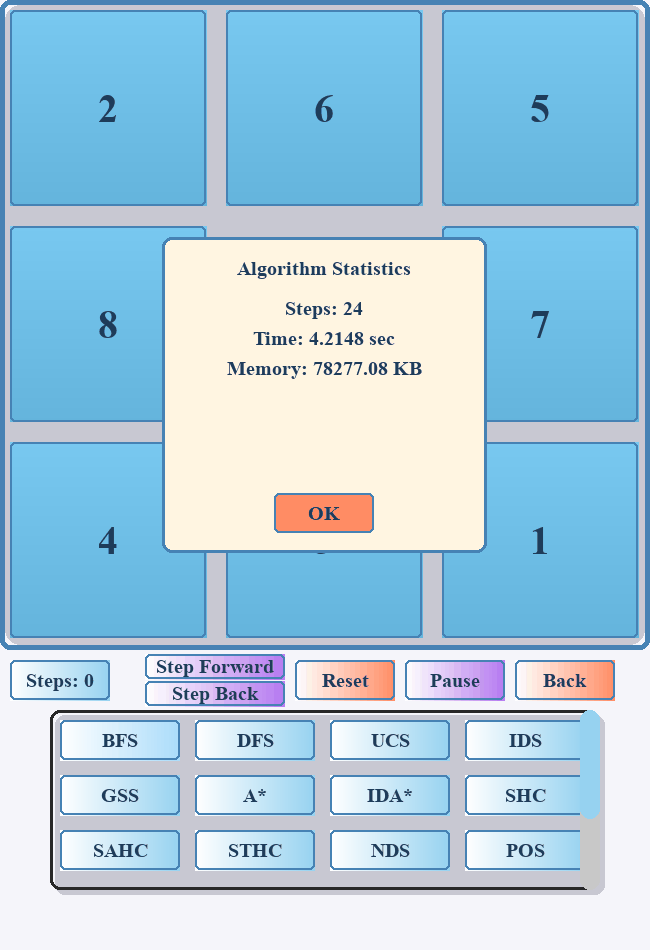 2 6 5
8 7
Algorithm Statistics
Steps: 24
Time: 4.2148 sec
Memory: 78277.08 KB
OK
4 1
Steps: 0
Step Forward
Step Back
Reset
Pause
Back
BFS DFS UCS IDS
GSS A* IDA* SHC
SAHC STHC NDS POS